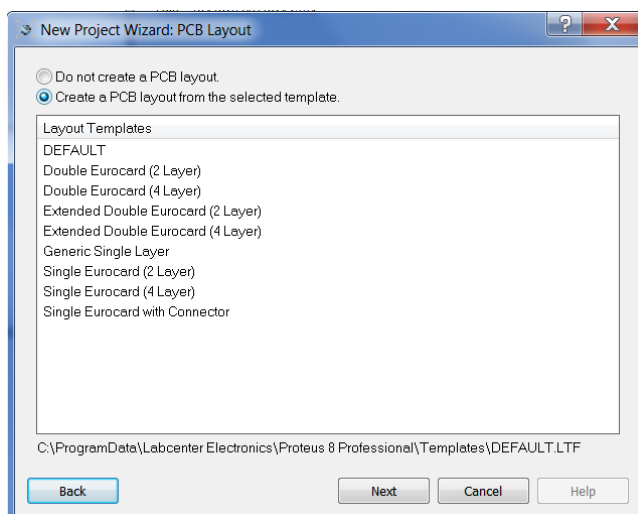 New Project Wizard: PCB Layout
Do not create a PCB layout.
Create a PCB layout from the selected template.
Layout Templates
DEFAULT
Double Eurocard (2 Layer)
Double Eurocard (4 Layer)
Extended Double Eurocard (2 Layer)
Extended Double Eurocard (4 Layer)
Generic Single Layer
Single Eurocard (2 Layer)
Single Eurocard (4 Layer)
Single Eurocard with Connector
C:\ProgramData\Labcenter Electronics\Proteus 8 Professional\Templates\DEFAULT.LTF
Back Next Cancel Help